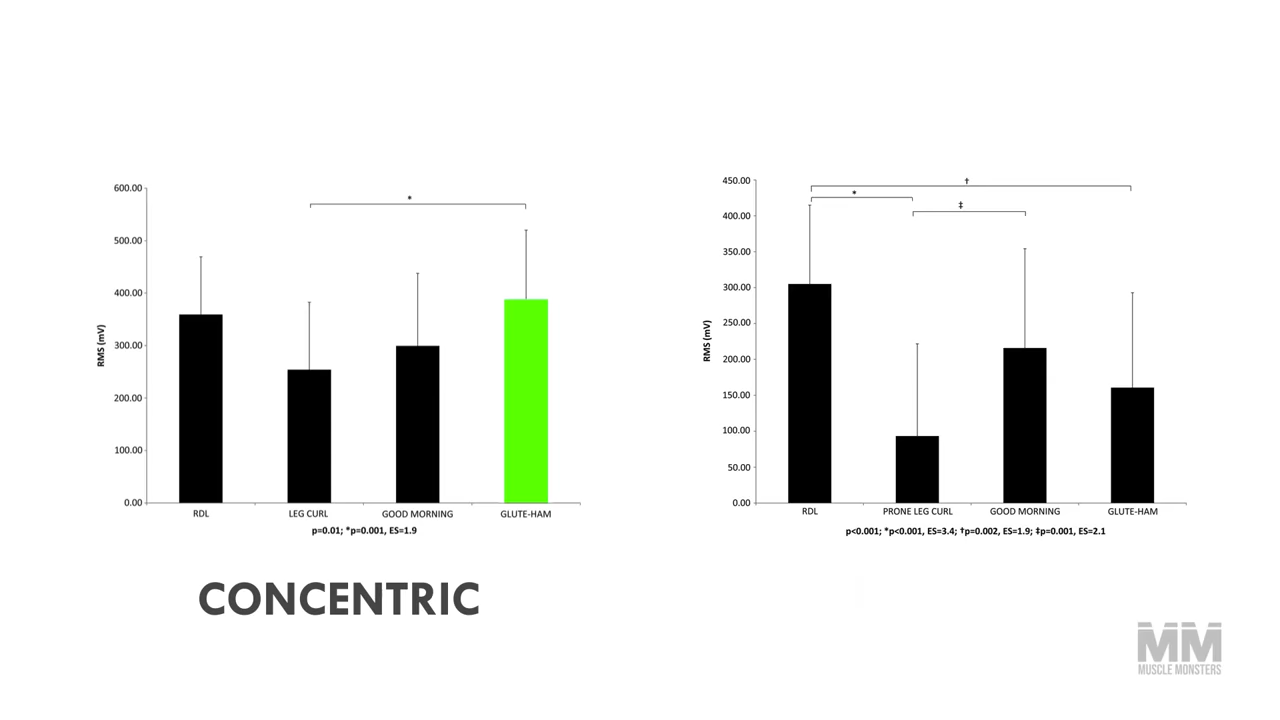 600.00
500.00
400.00
300.00
200.00
100.00
0.00
RMS (mV)
*
RDL
LEG CURL
GOOD MORNING
GLUTE-HAM
p=0.01; *p=0.001, ES=1.9
CONCENTRIC
450.00
400.00
350.00
300.00
250.00
200.00
150.00
100.00
50.00
0.00
RMS (mV)
†
*
‡
RDL
PRONE LEG CURL
GOOD MORNING
GLUTE-HAM
p<0.001; *p<0.001, ES=3.4; †p=0.002, ES=1.9; ‡p=0.001, ES=2.1
MM
MUSCLE MONSTERS